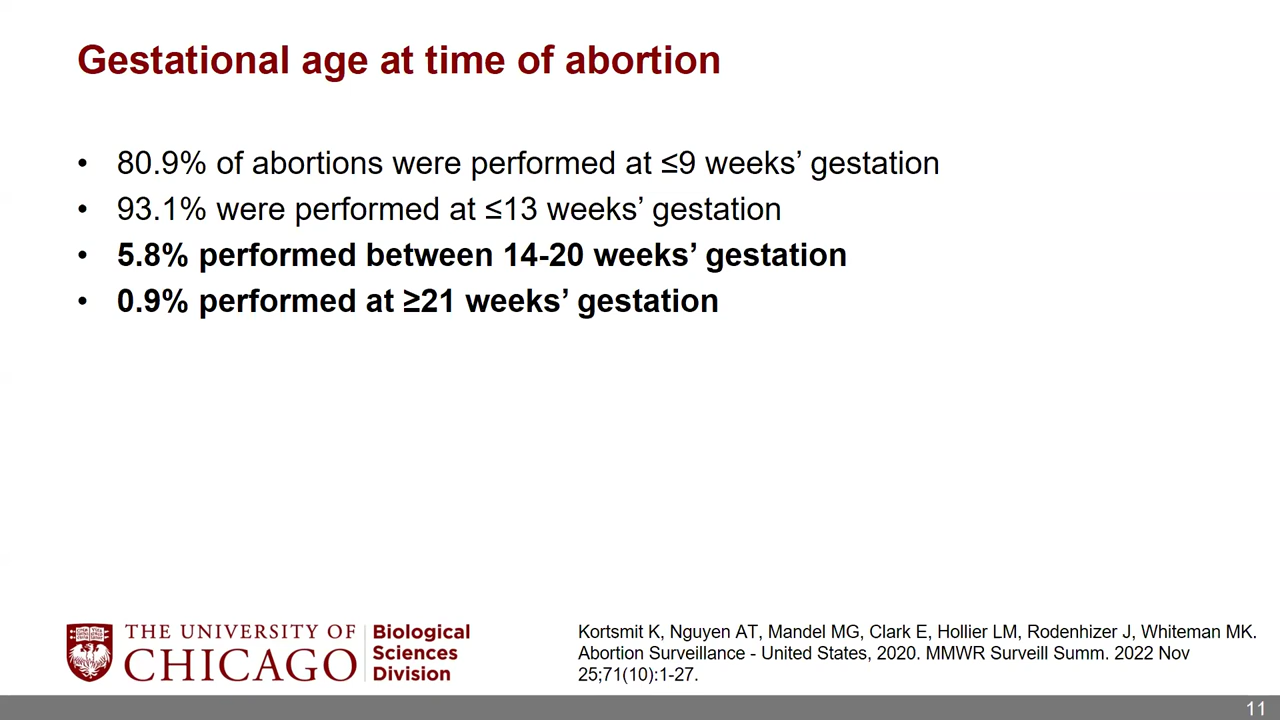 Gestational age at time of abortion
• 80.9% of abortions were performed at ≤9 weeks’ gestation
• 93.1% were performed at ≤13 weeks’ gestation
• 5.8% performed between 14-20 weeks’ gestation
• 0.9% performed at ≥21 weeks’ gestation
THE UNIVERSITY OF
CHICAGO
Biological
Sciences
Division
Kortsmit K, Nguyen AT, Mandel MG, Clark E, Hollier LM, Rodenhizer J, Whiteman MK.
Abortion Surveillance - United States, 2020. MMWR Surveill Summ. 2022 Nov
25;71(10):1-27.
11